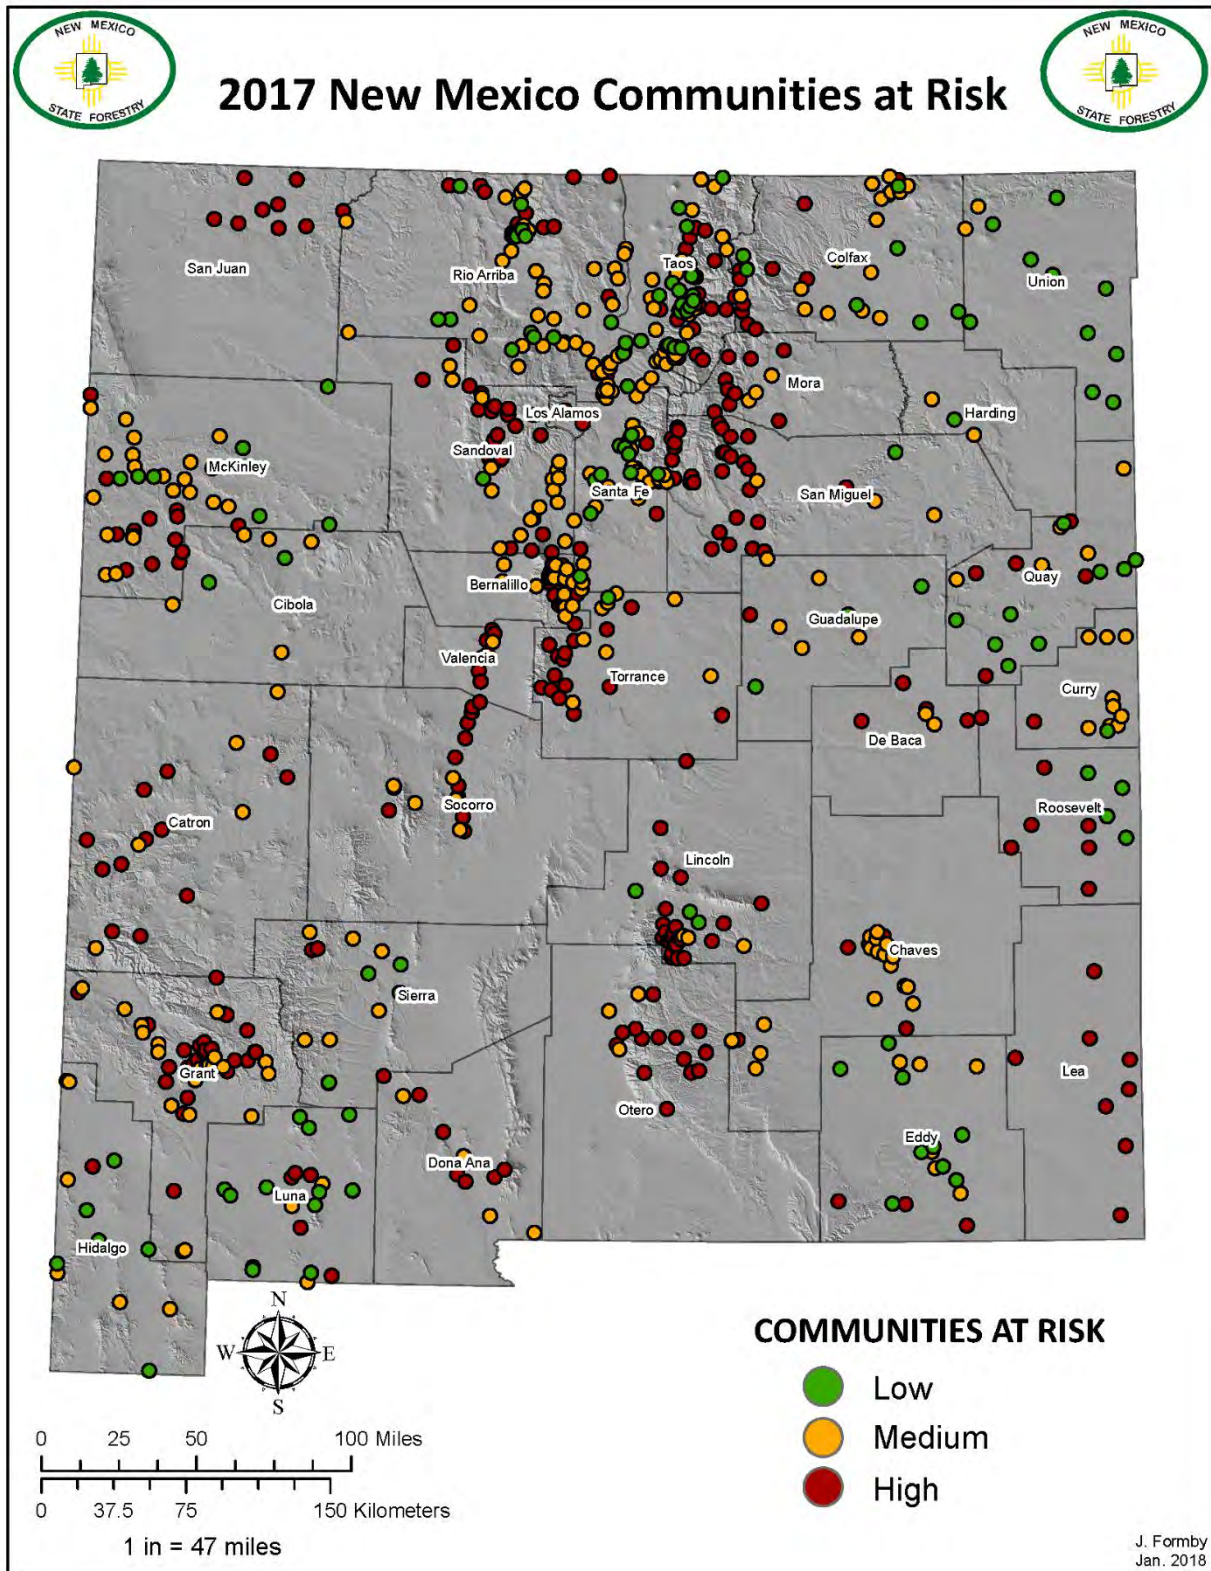 NEW MEXICO
STATE FORESTRY
2017 New Mexico Communities at Risk
NEW MEXICO
STATE FORESTRY
San Juan
Rio Arriba
Taos
Colfax
Union
Mora
Harding
Los Alamos
Sandoval
McKinley
Santa Fe
San Miguel
Quay
Bernalillo
Cibola
Guadalupe
Valencia
Torrance
Curry
De Baca
Socorro
Roosevelt
Catron
Lincoln
Chaves
Sierra
Grant
Lea
Otero
Eddy
Dona Ana
Luna
Hidalgo
N
W E
S
COMMUNITIES AT RISK
Low
Medium
High
0 25 50 100 Miles
0 37.5 75 150 Kilometers
1 in = 47 miles
J. Formby
Jan. 2018